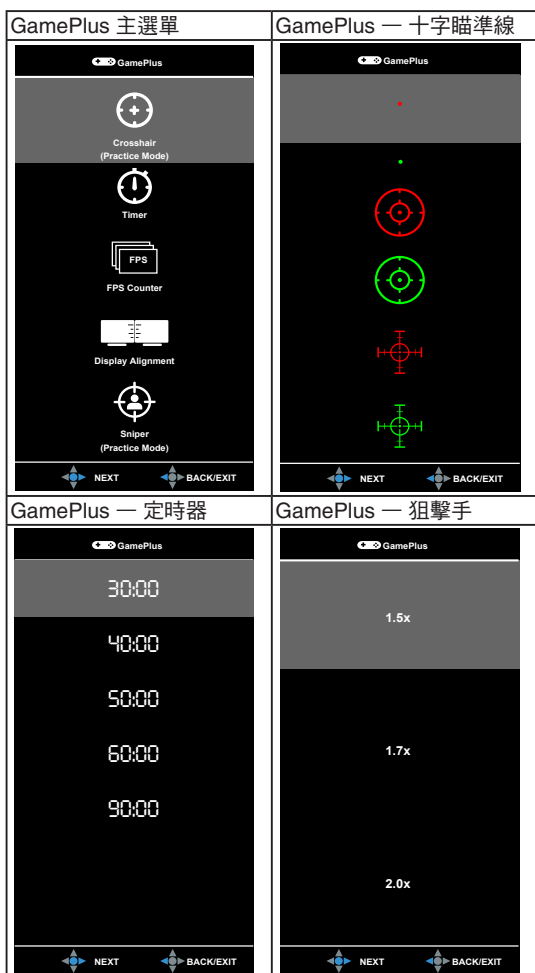 GamePlus 主選單
GamePlus
Crosshair
(Practice Mode)
Timer
FPS
FPS Counter
Display Alignment
Sniper
(Practice Mode)
NEXT BACK/EXIT
GamePlus — 十字瞄準線
GamePlus
NEXT BACK/EXIT
GamePlus — 定時器
GamePlus
30:00
40:00
50:00
60:00
90:00
NEXT BACK/EXIT
GamePlus — 狙擊手
GamePlus
1.5x
1.7x
2.0x
NEXT BACK/EXIT